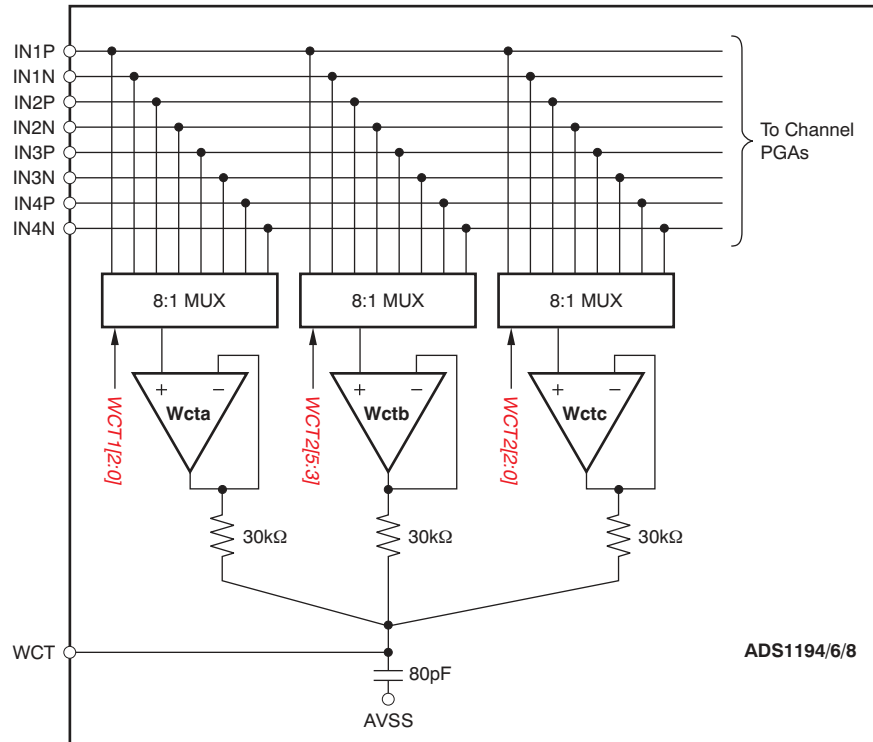 IN1P
IN1N
IN2P
IN2N
IN3P
IN3N
IN4P
IN4N
To Channel
PGAs
8:1 MUX
8:1 MUX
8:1 MUX
WCT1[2:0]
+ −
Wcta
WCT2[5:3]
+ −
Wctb
WCT2[2:0]
+ −
Wctc
30kΩ
30kΩ
30kΩ
WCT
80pF
AVSS
ADS1194/6/8